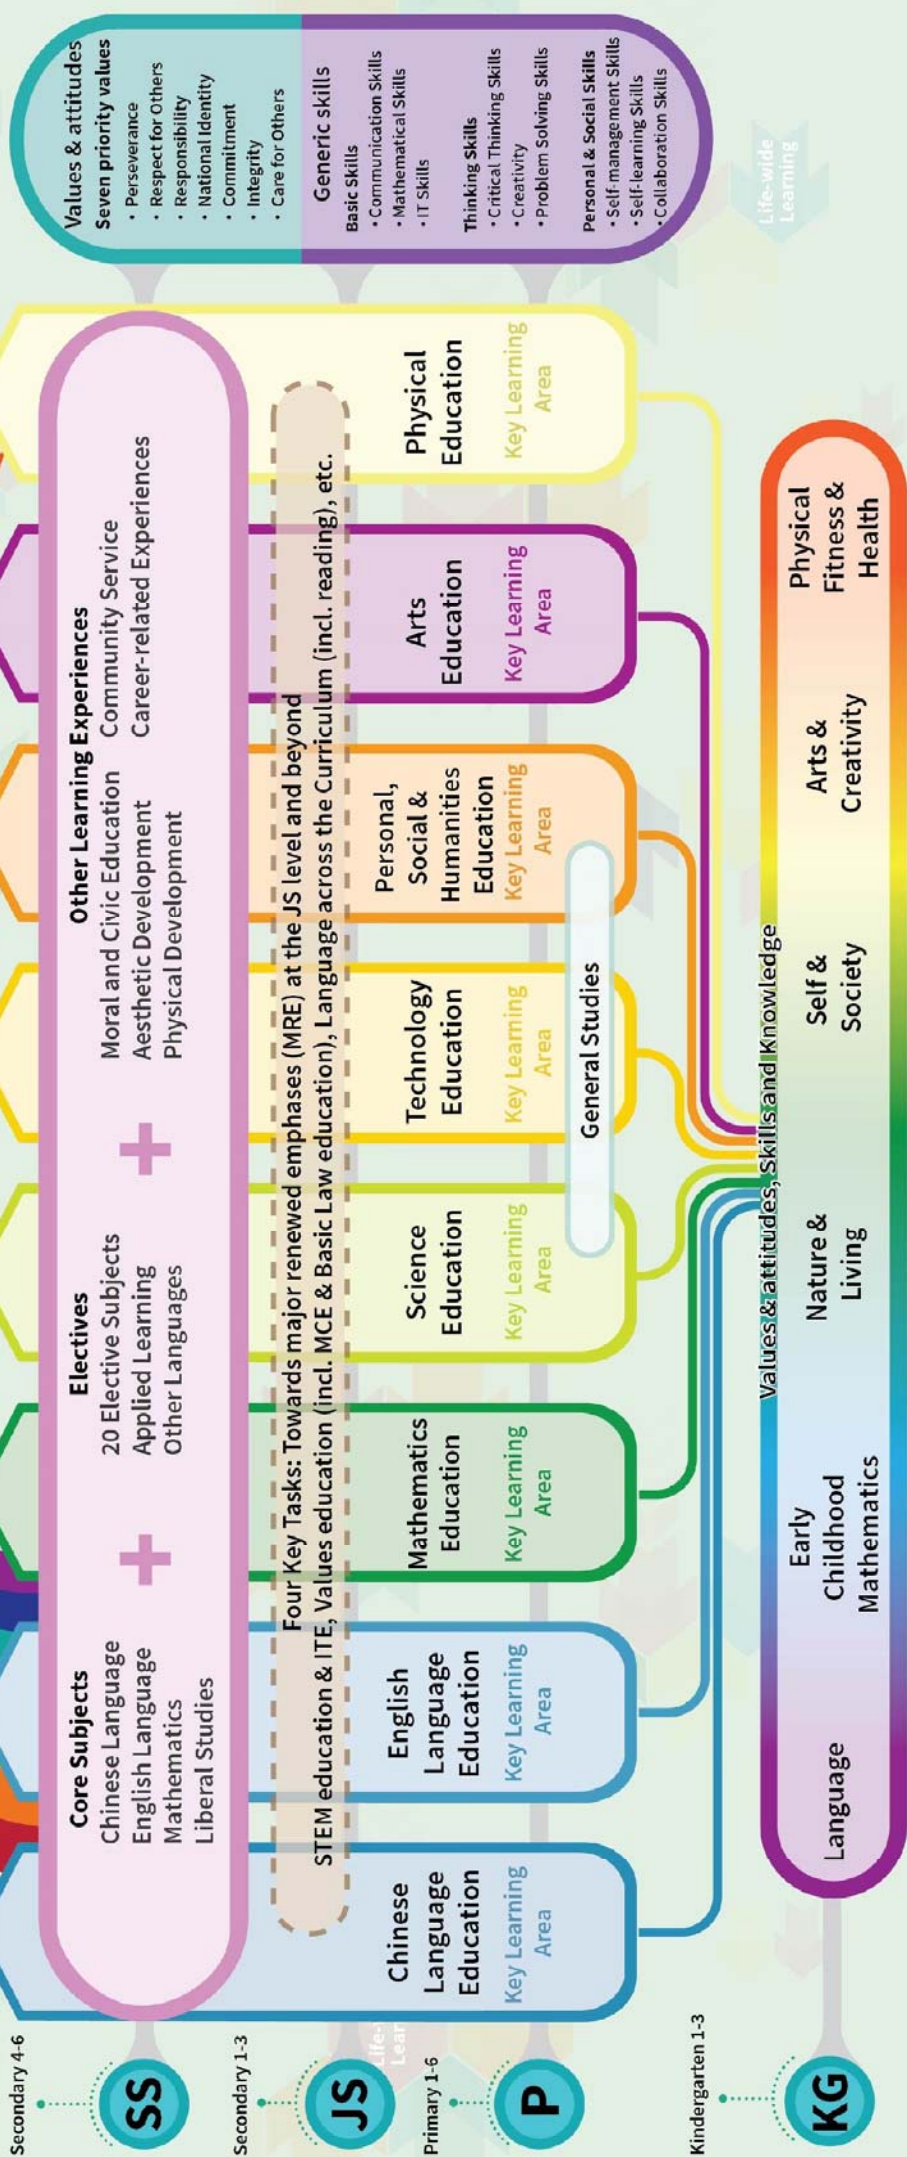 Secondary 4-6
SS
Core Subjects
Chinese Language
English Language
Mathematics
Liberal Studies
+
Electives
20 Elective Subjects
Applied Learning
Other Languages
+
Other Learning Experiences
Moral and Civic Education
Aesthetic Development
Physical Development
Community Service
Career-related Experiences
Secondary 1-3
JS
Four Key Tasks: Towards major renewed emphases (MRE) at the JS level and beyond
STEM education & ITE, Values education (incl. MCE & Basic Law education), Language across the Curriculum (incl. reading), etc.
Primary 1-6
P
Chinese
Language
Education
Key Learning
Area
English
Language
Education
Key Learning
Area
Mathematics
Education
Key Learning
Area
Science
Education
Key Learning
Area
Technology
Education
Key Learning
Area
Personal,
Social &
Humanities
Education
Key Learning
Area
Arts
Education
Key Learning
Area
Physical
Education
Key Learning
Area
General Studies
Kindergarten 1-3
KG
Values & attitudes, Skills and Knowledge
Language
Early
Childhood
Mathematics
Nature &
Living
Self &
Society
Arts &
Creativity
Physical
Fitness &
Health
Values & attitudes
Seven priority values
• Perseverance
• Respect for Others
• Responsibility
• National Identity
• Commitment
• Integrity
• Care for Others
Generic skills
Basic Skills
• Communication Skills
• Mathematical Skills
• IT Skills
Thinking Skills
• Critical Thinking Skills
• Creativity
• Problem Solving Skills
Personal & Social Skills
• Self-management Skills
• Self-learning Skills
• Collaboration Skills
Life-wide
Learning